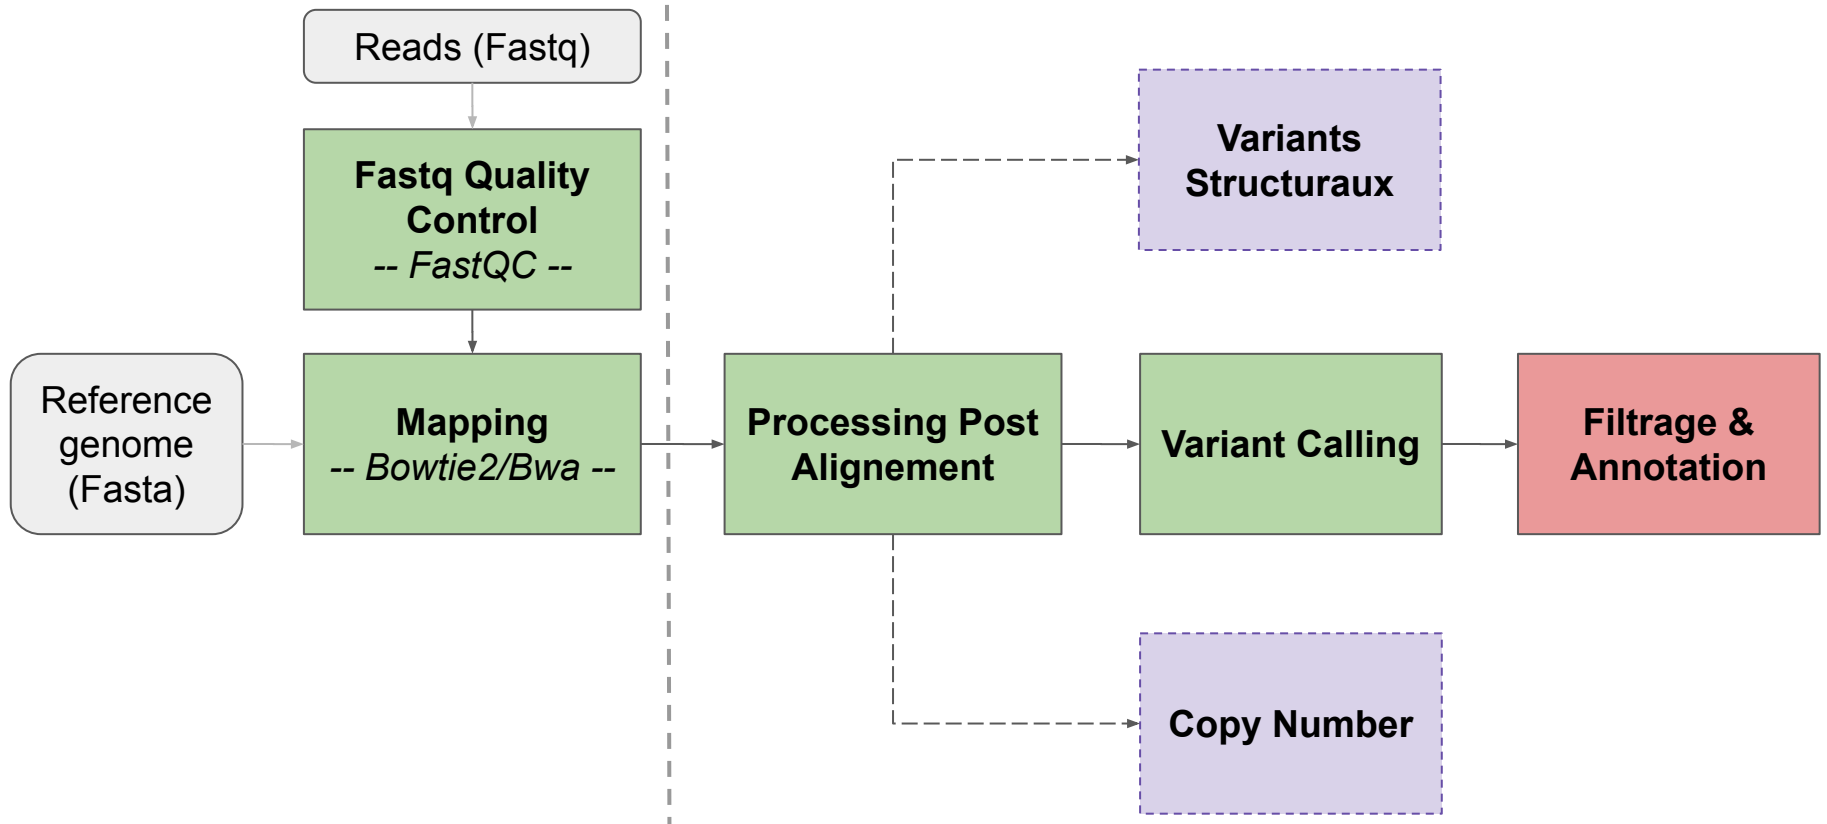 Reads (Fastq)
Fastq Quality
Control
-- FastQC --
Reference
genome
(Fasta)
Mapping
-- Bowtie2/Bwa --
Processing Post
Alignement
Variants
Structuraux
Variant Calling
Copy Number
Filtrage &
Annotation